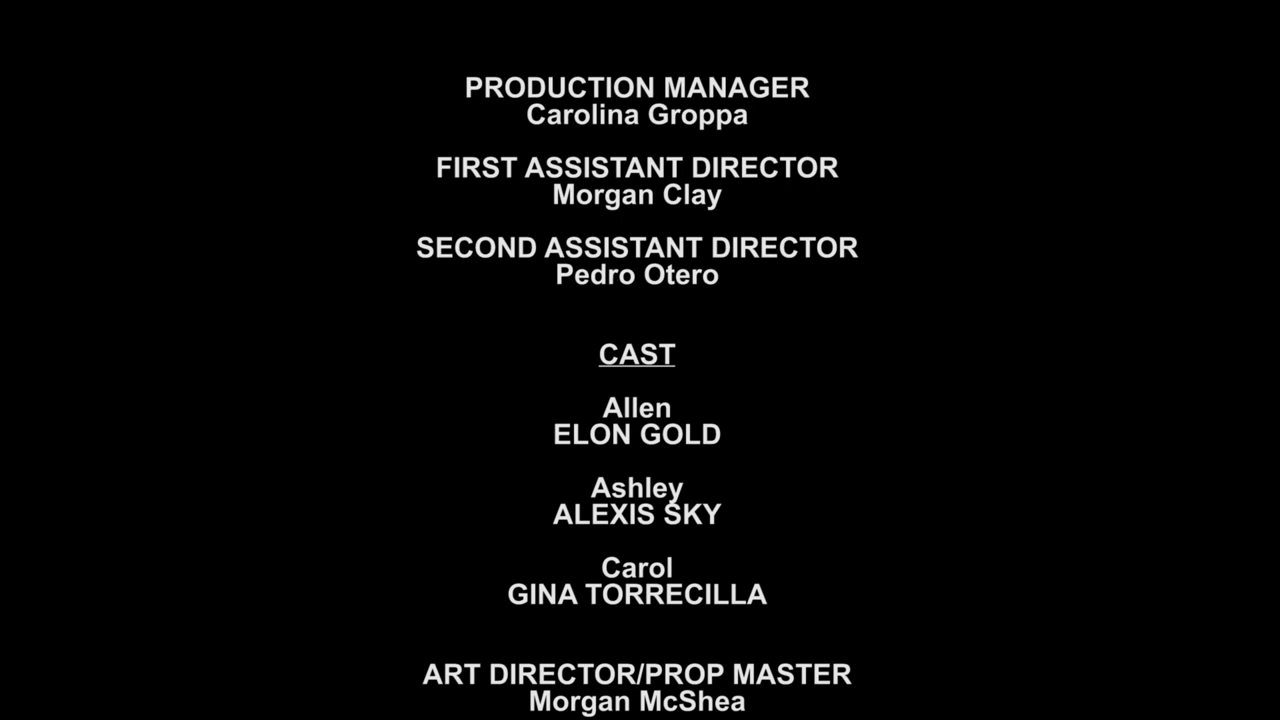 PRODUCTION MANAGER
Carolina Groppa
FIRST ASSISTANT DIRECTOR
Morgan Clay
SECOND ASSISTANT DIRECTOR
Pedro Otero
CAST
Allen
ELON GOLD
Ashley
ALEXIS SKY
Carol
GINA TORRECILLA
ART DIRECTOR/PROP MASTER
Morgan McShea